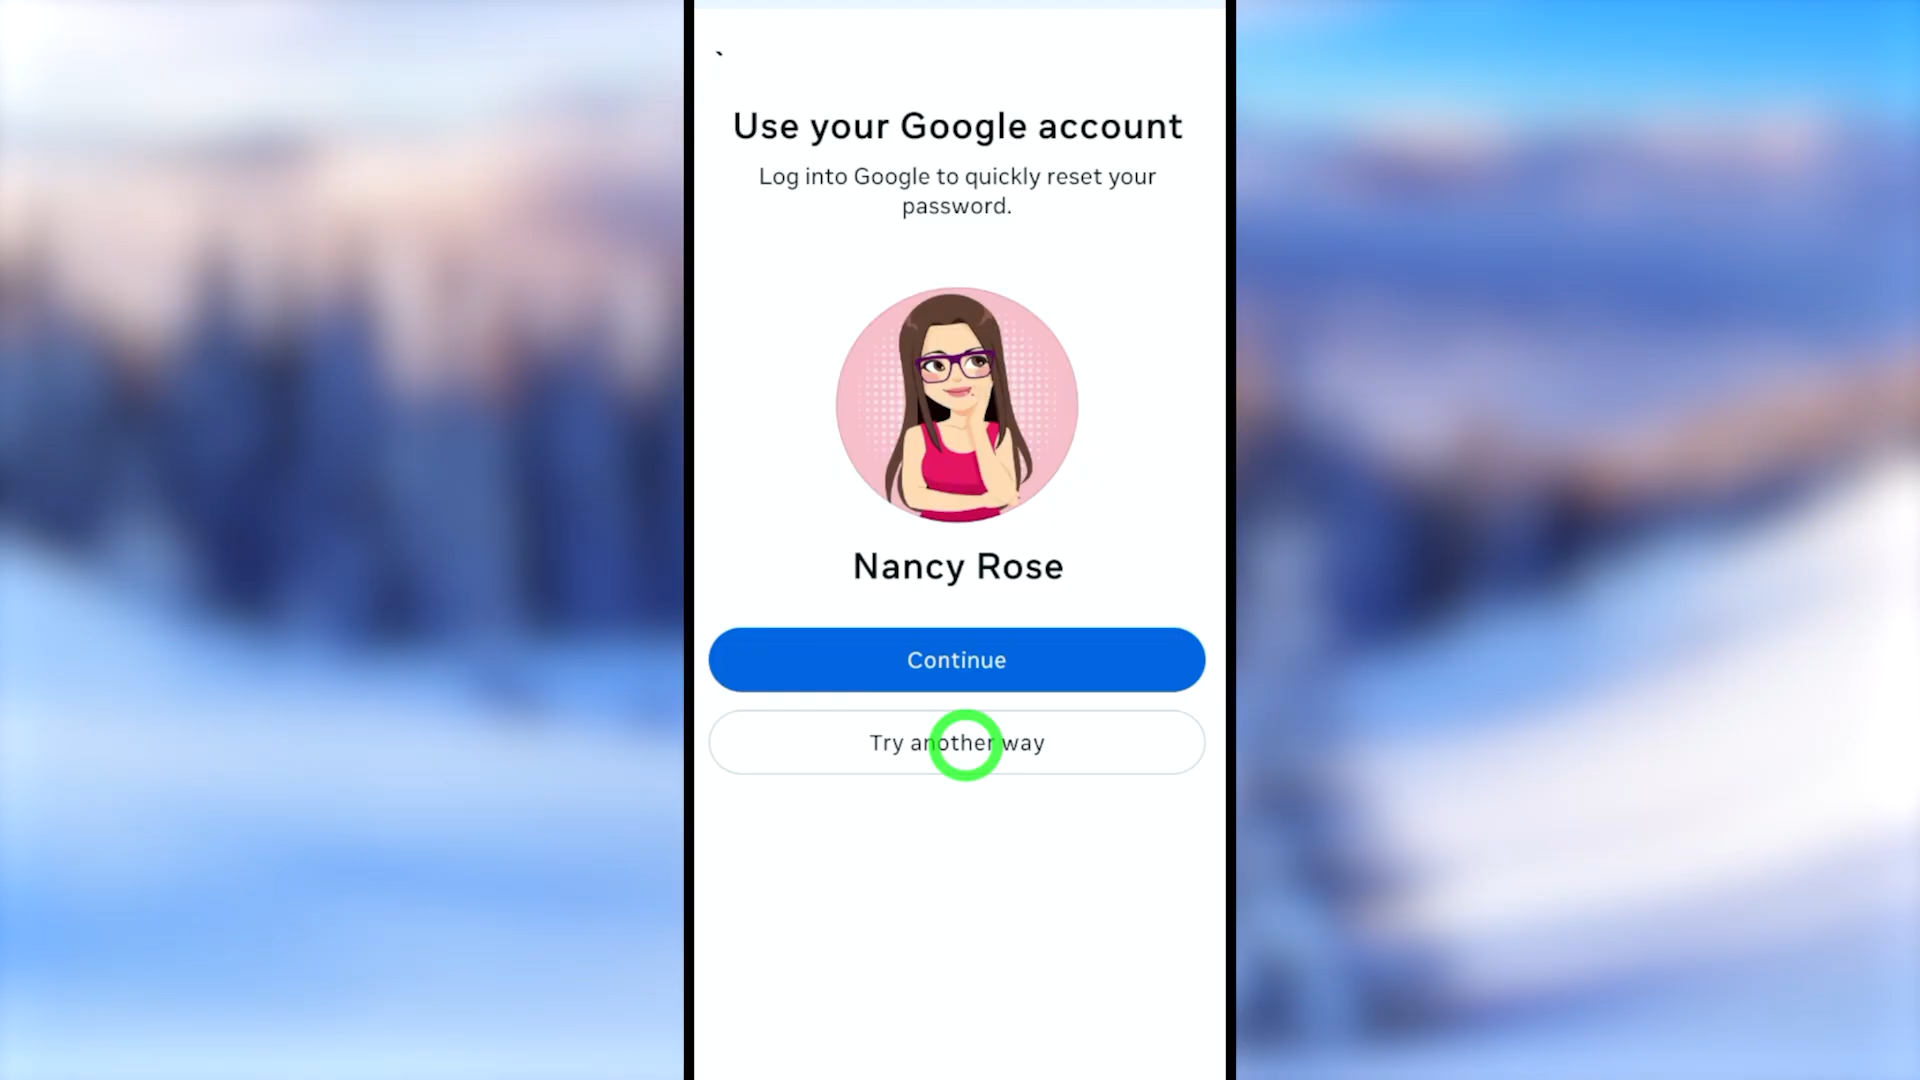 Use your Google account
Log into Google to quickly reset your
password.
Nancy Rose
Continue
Try another way